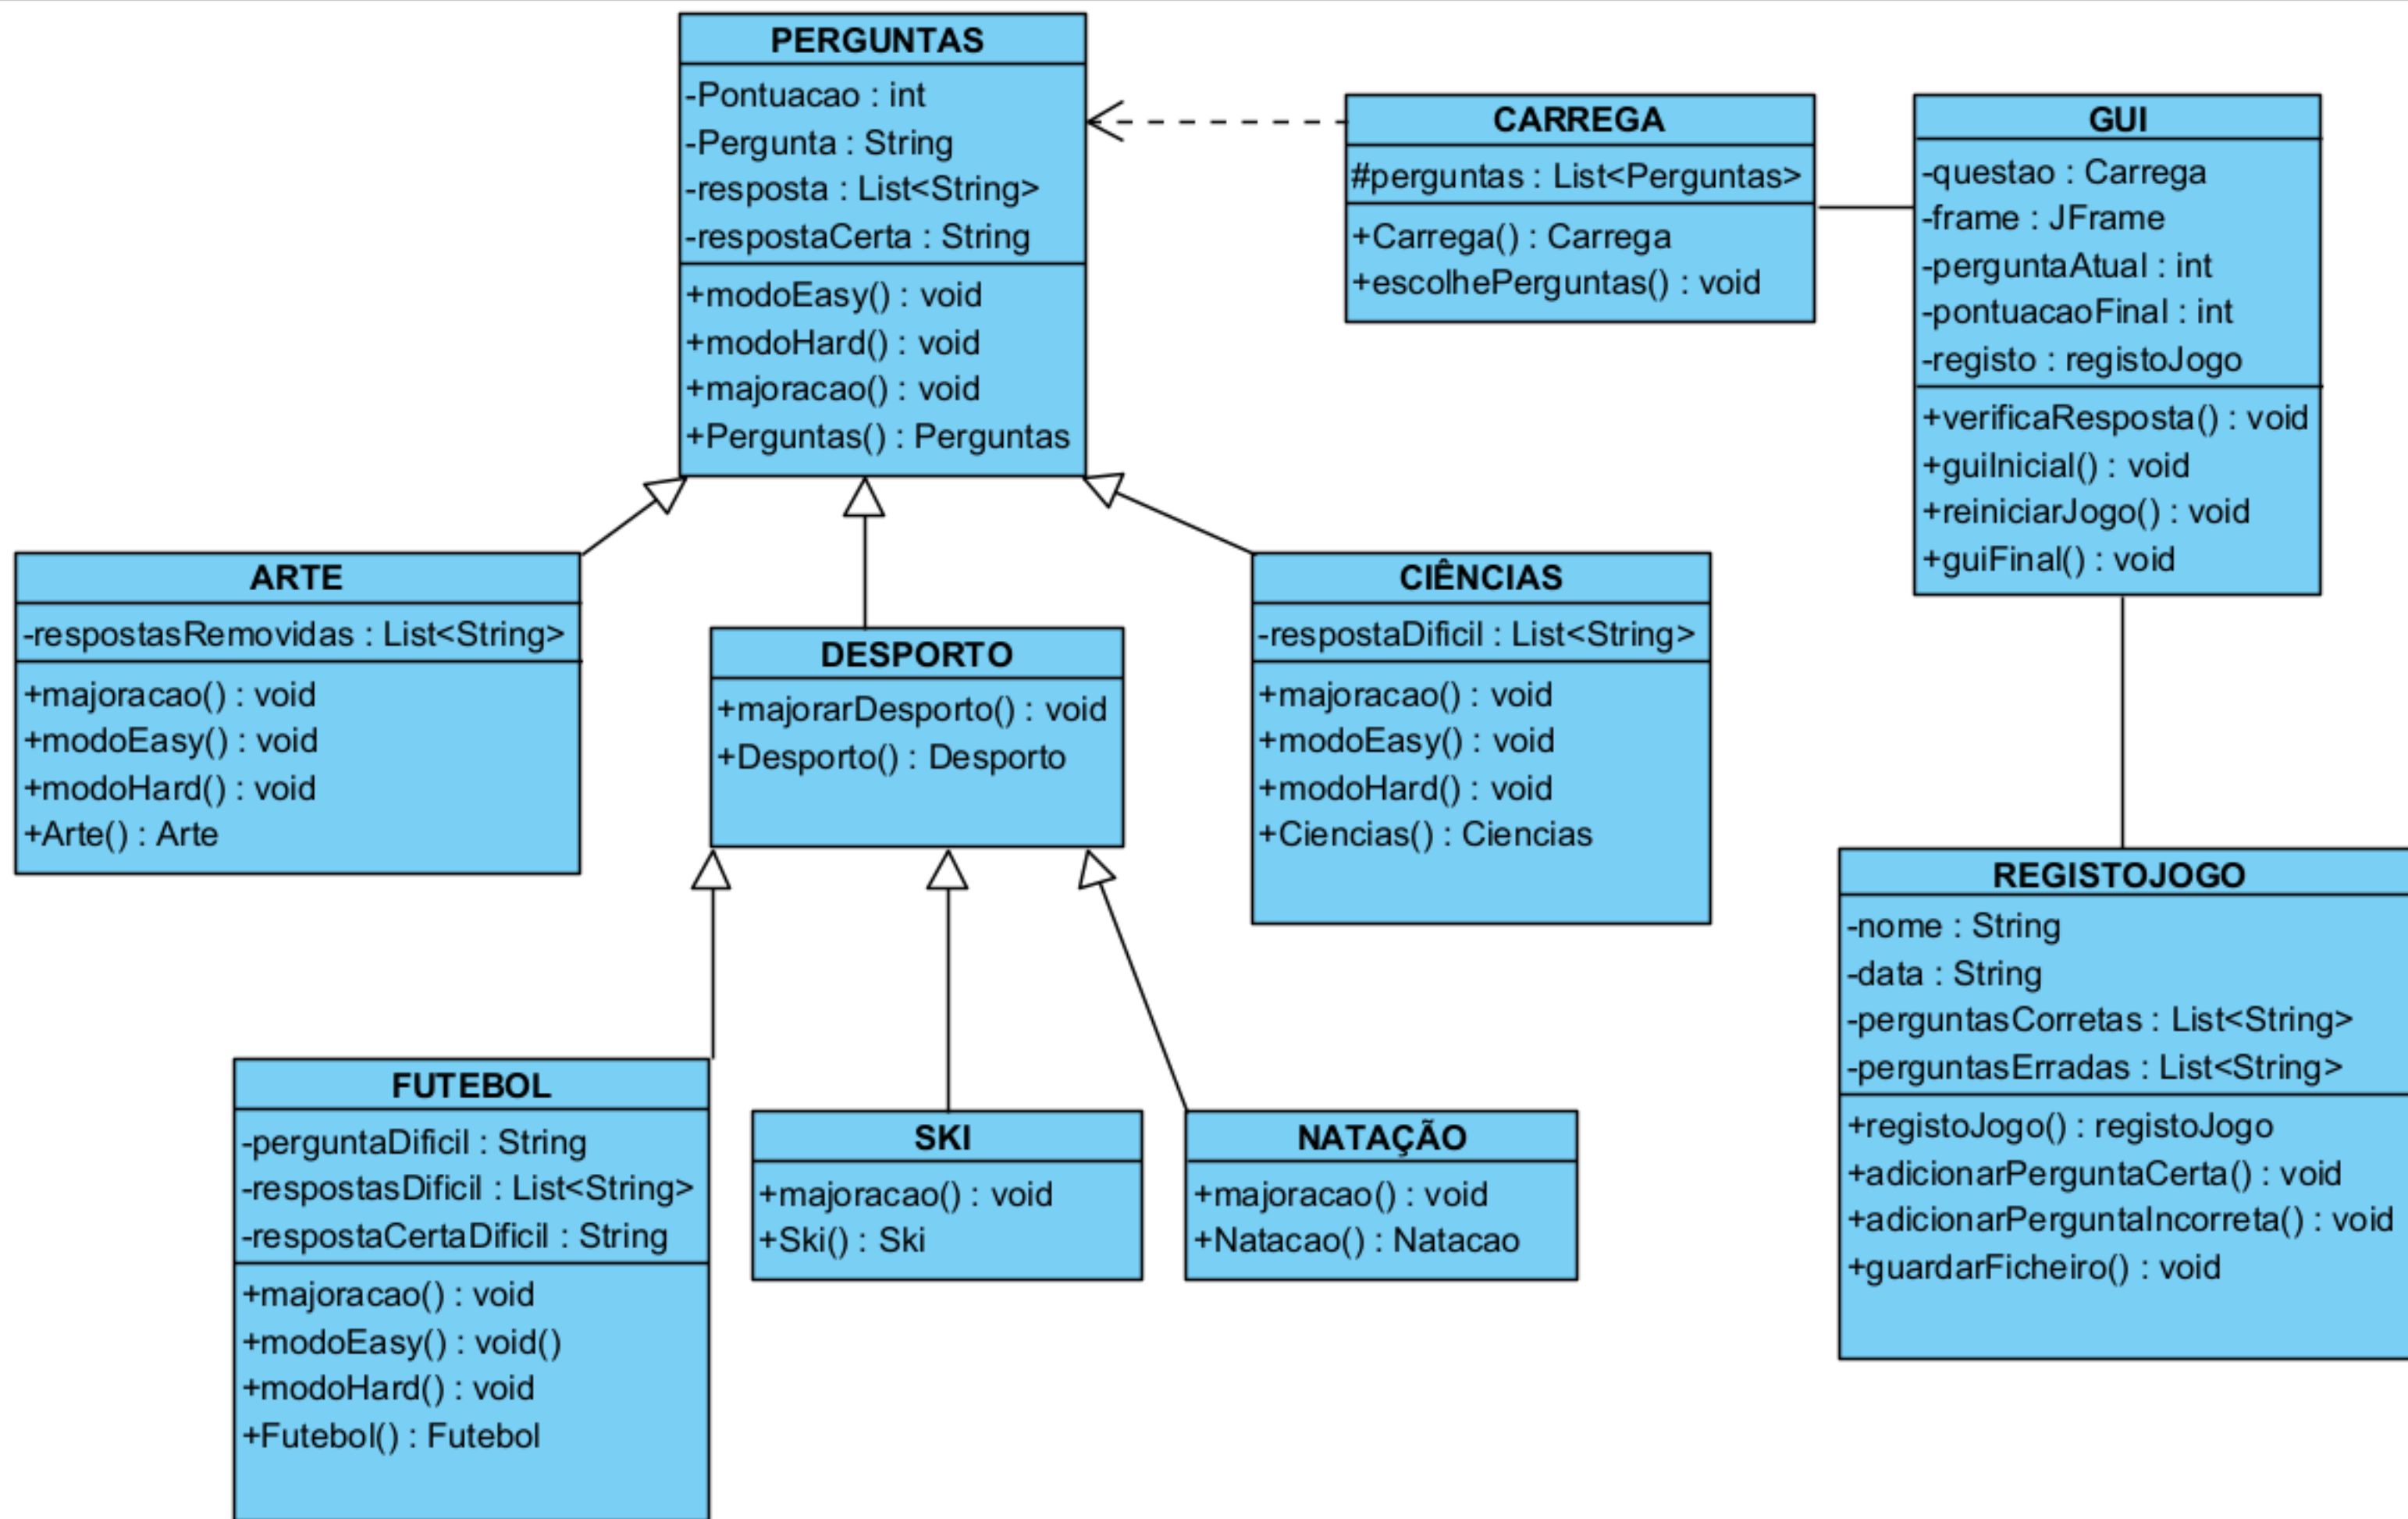 PERGUNTAS
-Pontuacao : int
-Pergunta : String
-resposta : List<String>
-respostaCerta : String
+modoEasy() : void
+modoHard() : void
+majoracao() : void
+Perguntas() : Perguntas
CARREGA
#perguntas : List<Perguntas>
+Carrega() : Carrega
+escolhePerguntas() : void
GUI
-questao : Carrega
-frame : JFrame
-perguntaAtual : int
-pontuacaoFinal : int
-registo : registoJogo
+verificaResposta() : void
+guiInicial() : void
+reiniciarJogo() : void
+guiFinal() : void
ARTE
-respostasRemovidas : List<String>
+majoracao() : void
+modoEasy() : void
+modoHard() : void
+Arte() : Arte
DESPORTO
+majorarDesporto() : void
+Desporto() : Desporto
CIÊNCIAS
-respostaDificil : List<String>
+majoracao() : void
+modoEasy() : void
+modoHard() : void
+Ciencias() : Ciencias
REGISTOJOGO
-nome : String
-data : String
-perguntasCorretas : List<String>
-perguntasErradas : List<String>
+registoJogo() : registoJogo
+adicionarPerguntaCerta() : void
+adicionarPerguntaIncorreta() : void
+guardarFicheiro() : void
FUTEBOL
-perguntaDificil : String
-respostasDificil : List<String>
-respostaCertaDificil : String
+majoracao() : void
+modoEasy() : void()
+modoHard() : void
+Futebol() : Futebol
SKI
+majoracao() : void
+Ski() : Ski
NATAÇÃO
+majoracao() : void
+Natacao() : Natacao